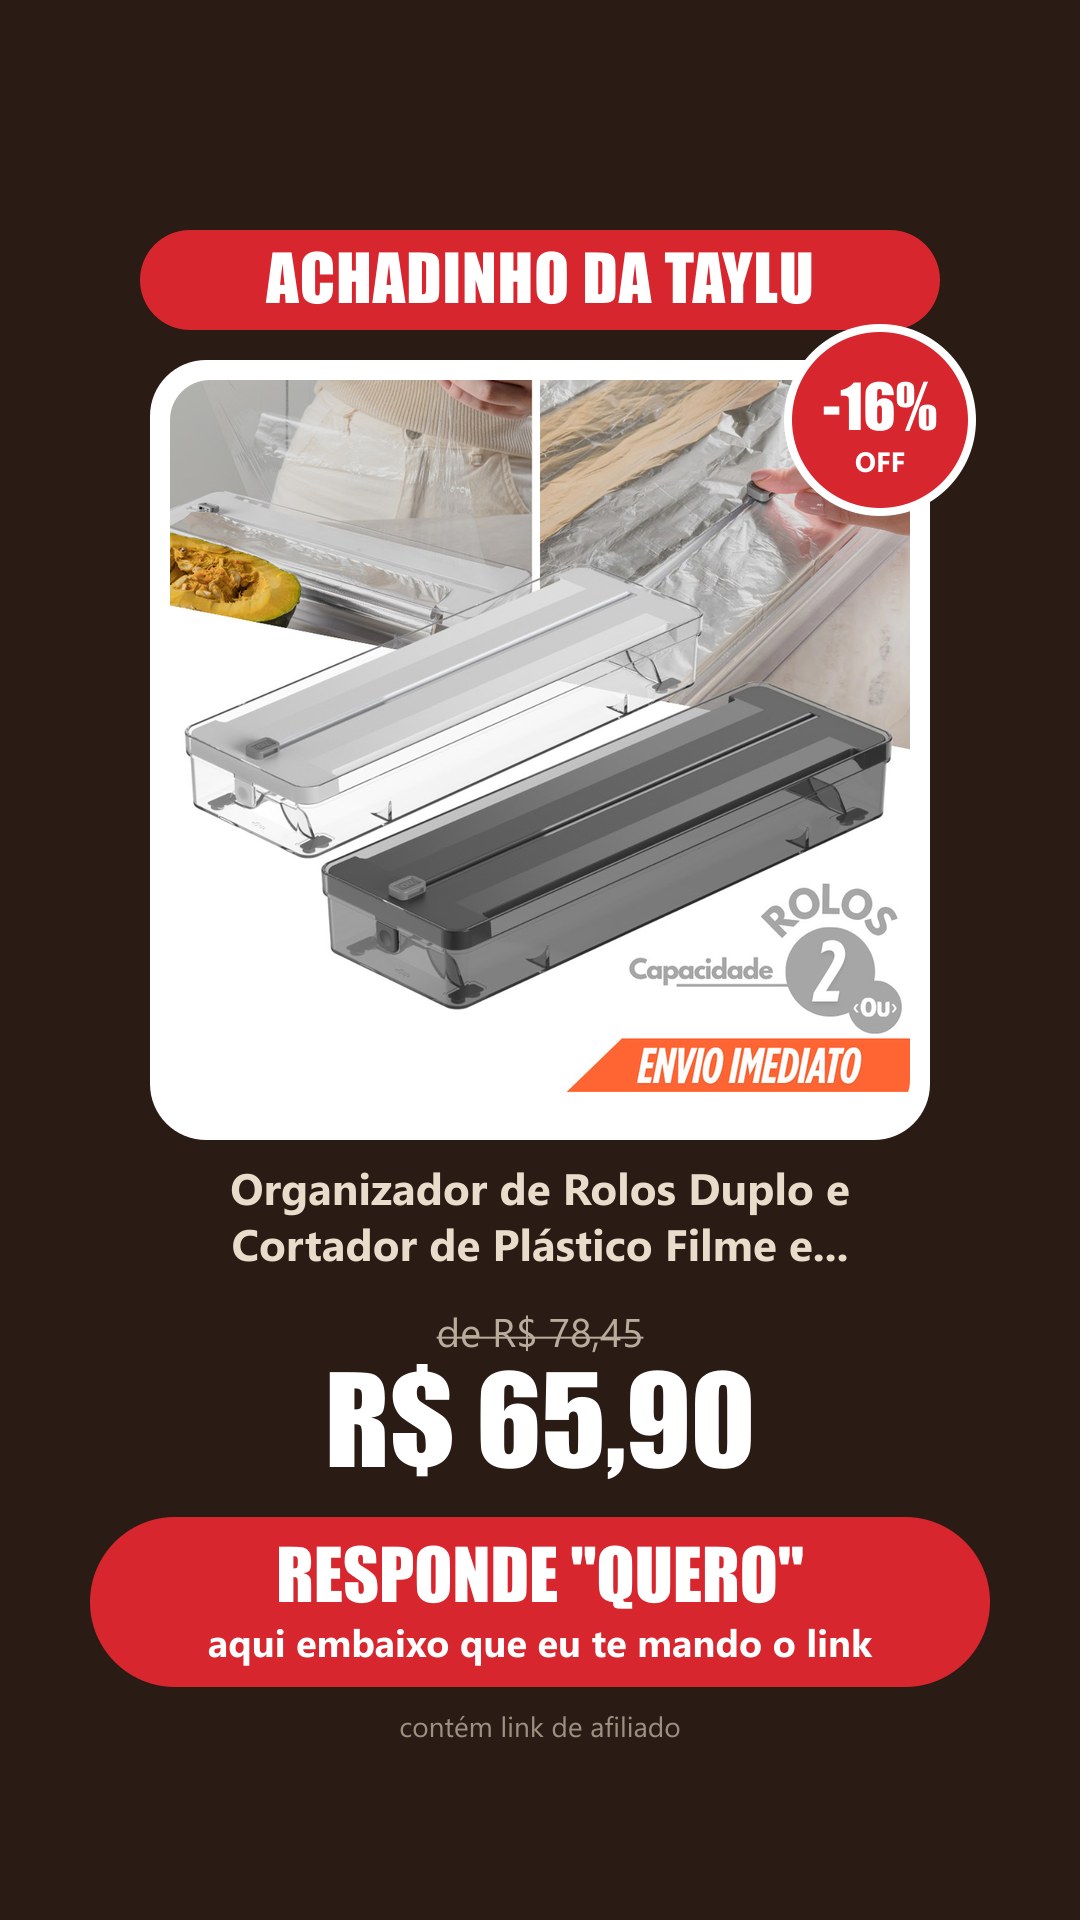 ACHADINHO DA TAYLU
-16%
OFF
ROLOS
Capacidade 2
‹Ou›
ENVIO IMEDIATO
Organizador de Rolos Duplo e
Cortador de Plástico Filme e...
de R$ 78,45
R$ 65,90
RESPONDE "QUERO"
aqui embaixo que eu te mando o link
contém link de afiliado